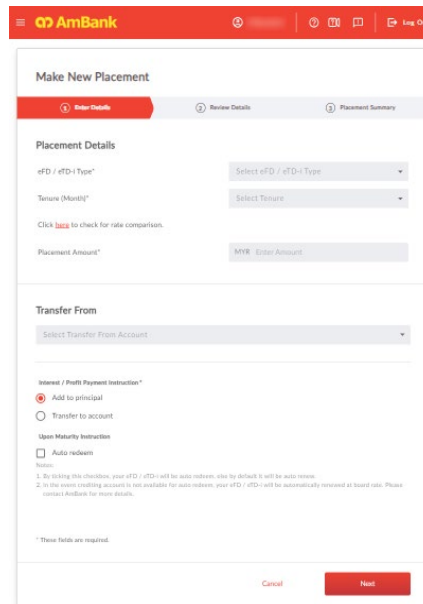 AmBank
Log O
Make New Placement
1 Enter Details
2 Review Details
3 Placement Summary
Placement Details
eFD / eTD-i Type*
Select eFD / eTD-i Type
Tenure (Month)*
Select Tenure
Click here to check for rate comparison.
Placement Amount*
MYR Enter Amount
Transfer From
Select Transfer From Account
Interest / Profit Payment Instruction*
Add to principal
Transfer to account
Upon Maturity Instruction
Auto redeem
Notes:
1. By ticking this checkbox, your eFD / eTD-i will be auto redeem, else by default it will be auto renew.
2. In the event crediting account is not available for auto redeem, your eFD / eTD-i will be automatically renewed at board rate. Please
contact AmBank for more details.
* These fields are required.
Cancel
Next